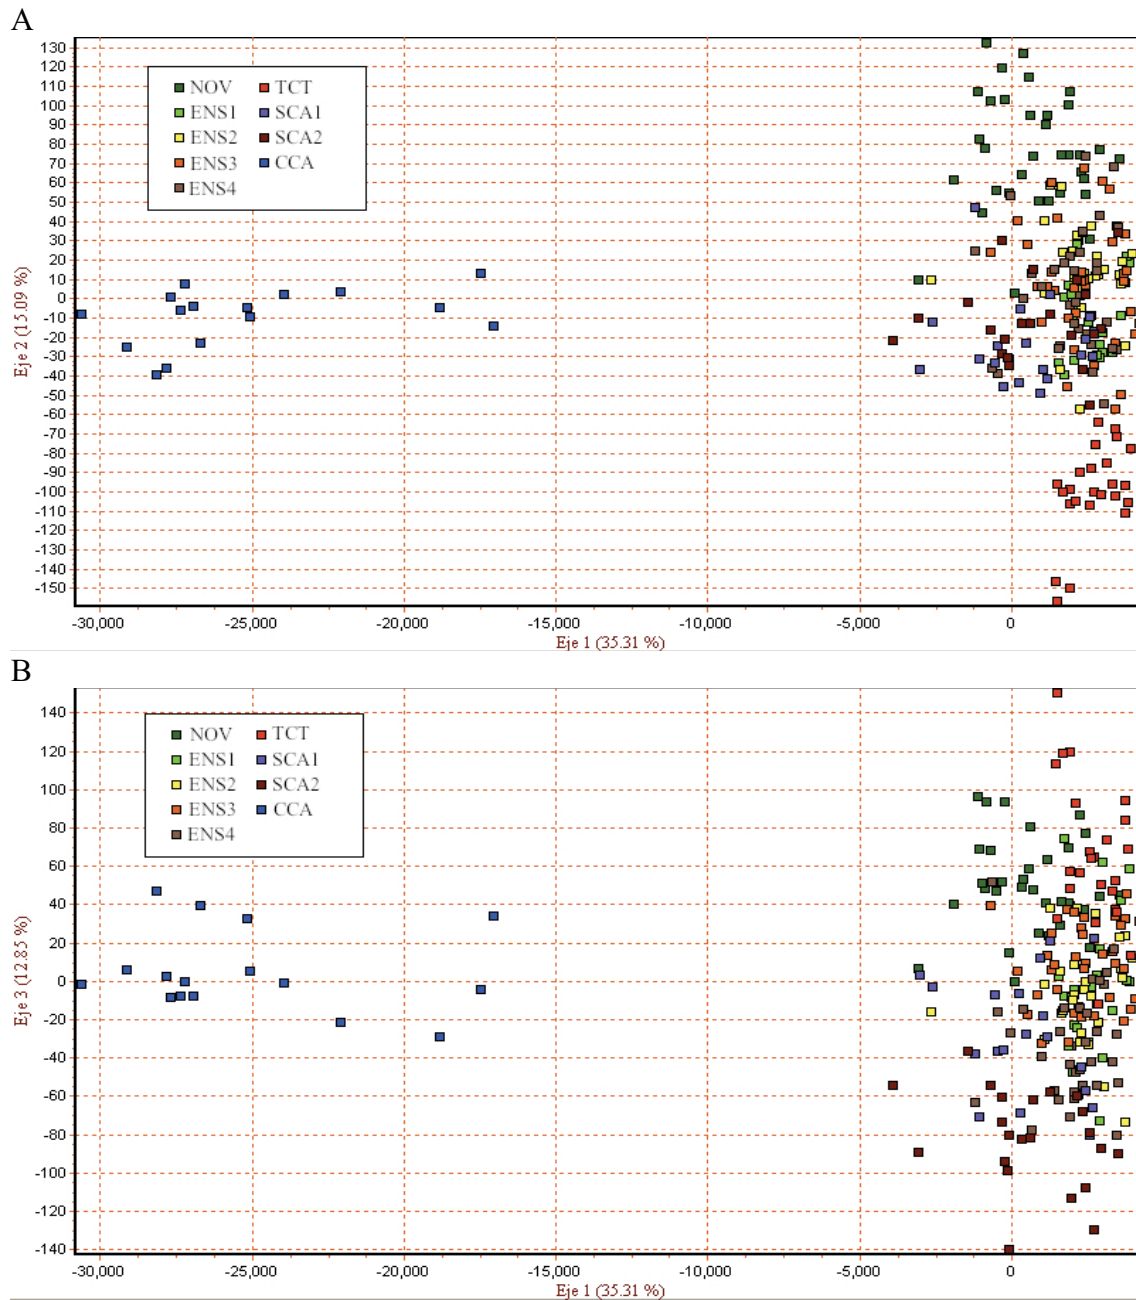 A
130
120
110
100
90
80
70
60
50
40
30
20
10
0
-10
-20
-30
-40
-50
-60
-70
-80
-90
-100
-110
-120
-130
-140
-150
Eje 2 (15.09 %)
NOV TCT
ENS1 SCA1
ENS2 SCA2
ENS3 CCA
ENS4
-30,000 -25,000 -20,000 -15,000 -10,000 -5,000 0
Eje 1 (35.31 %)
B
140
120
100
80
60
40
20
0
-20
-40
-60
-80
-100
-120
-140
Eje 3 (12.85 %)
NOV TCT
ENS1 SCA1
ENS2 SCA2
ENS3 CCA
ENS4
-30,000 -25,000 -20,000 -15,000 -10,000 -5,000 0
Eje 1 (35.31 %)